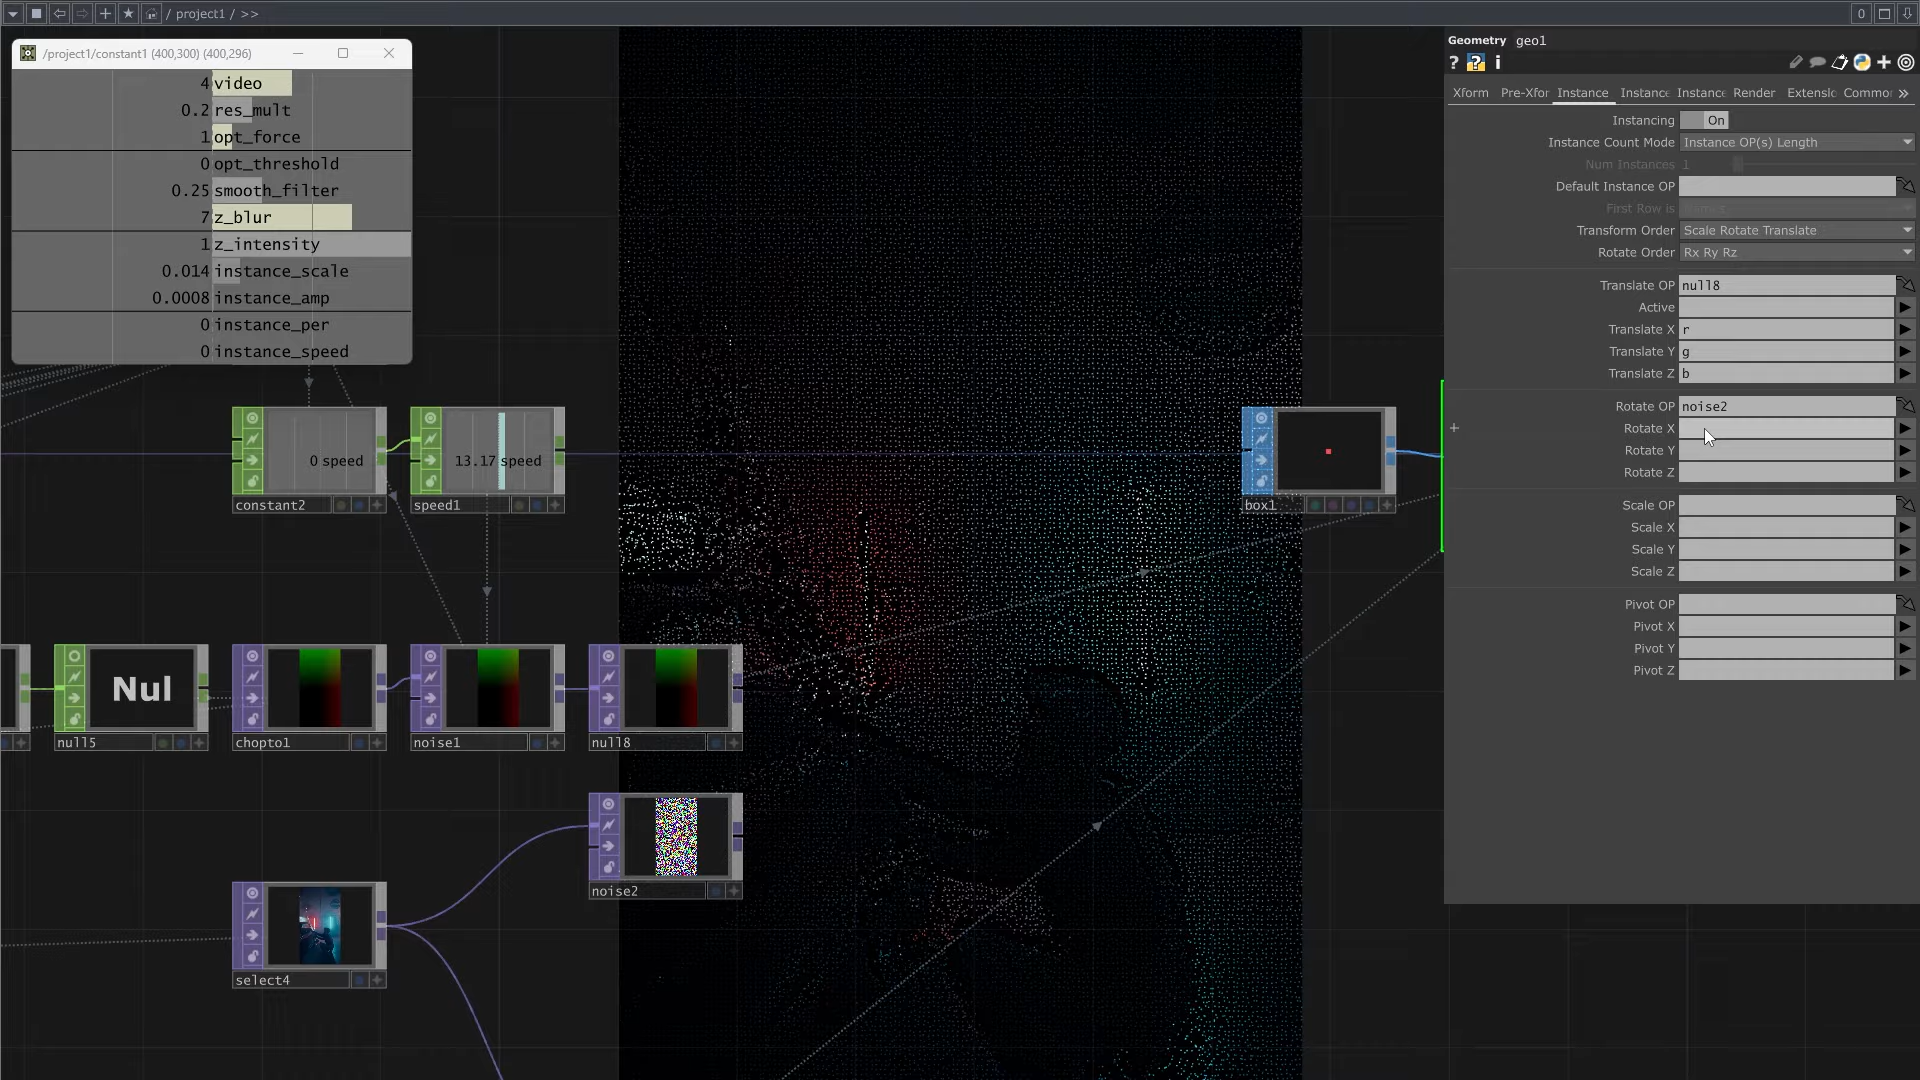 / project1 / >>
0
/project1/constant1 (400,300) (400,296)
4 video
0.2 res_mult
1 opt_force
0 opt_threshold
0.25 smooth_filter
7 z_blur
1 z_intensity
0.014 instance_scale
0.0008 instance_amp
0 instance_per
0 instance_speed
0 speed
constant2
13.17 speed
speed1
box1
Nul
null5
chopto1
noise1
null8
noise2
select4
Geometry geo1
? ? i
Xform Pre-Xfor Instance Instance Instance Render Extensic Commo
Instancing On
Instance Count Mode Instance OP(s) Length
Num Instances 1
Default Instance OP
First Row is
Transform Order Scale Rotate Translate
Rotate Order Rx Ry Rz
Translate OP null8
Active
Translate X r
Translate Y g
Translate Z b
Rotate OP noise2
Rotate X
Rotate Y
Rotate Z
Scale OP
Scale X
Scale Y
Scale Z
Pivot OP
Pivot X
Pivot Y
Pivot Z